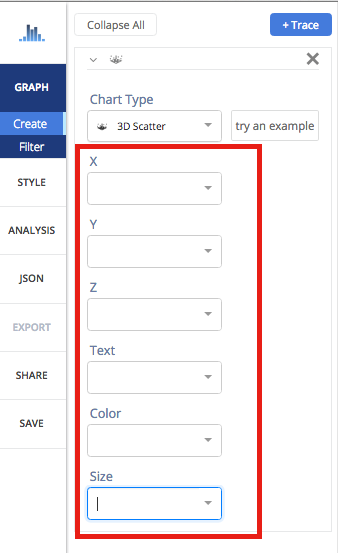 Collapse All
+ Trace
GRAPH
Create
Filter
STYLE
ANALYSIS
JSON
EXPORT
SHARE
SAVE
Chart Type
3D Scatter
try an example
X
Y
Z
Text
Color
Size